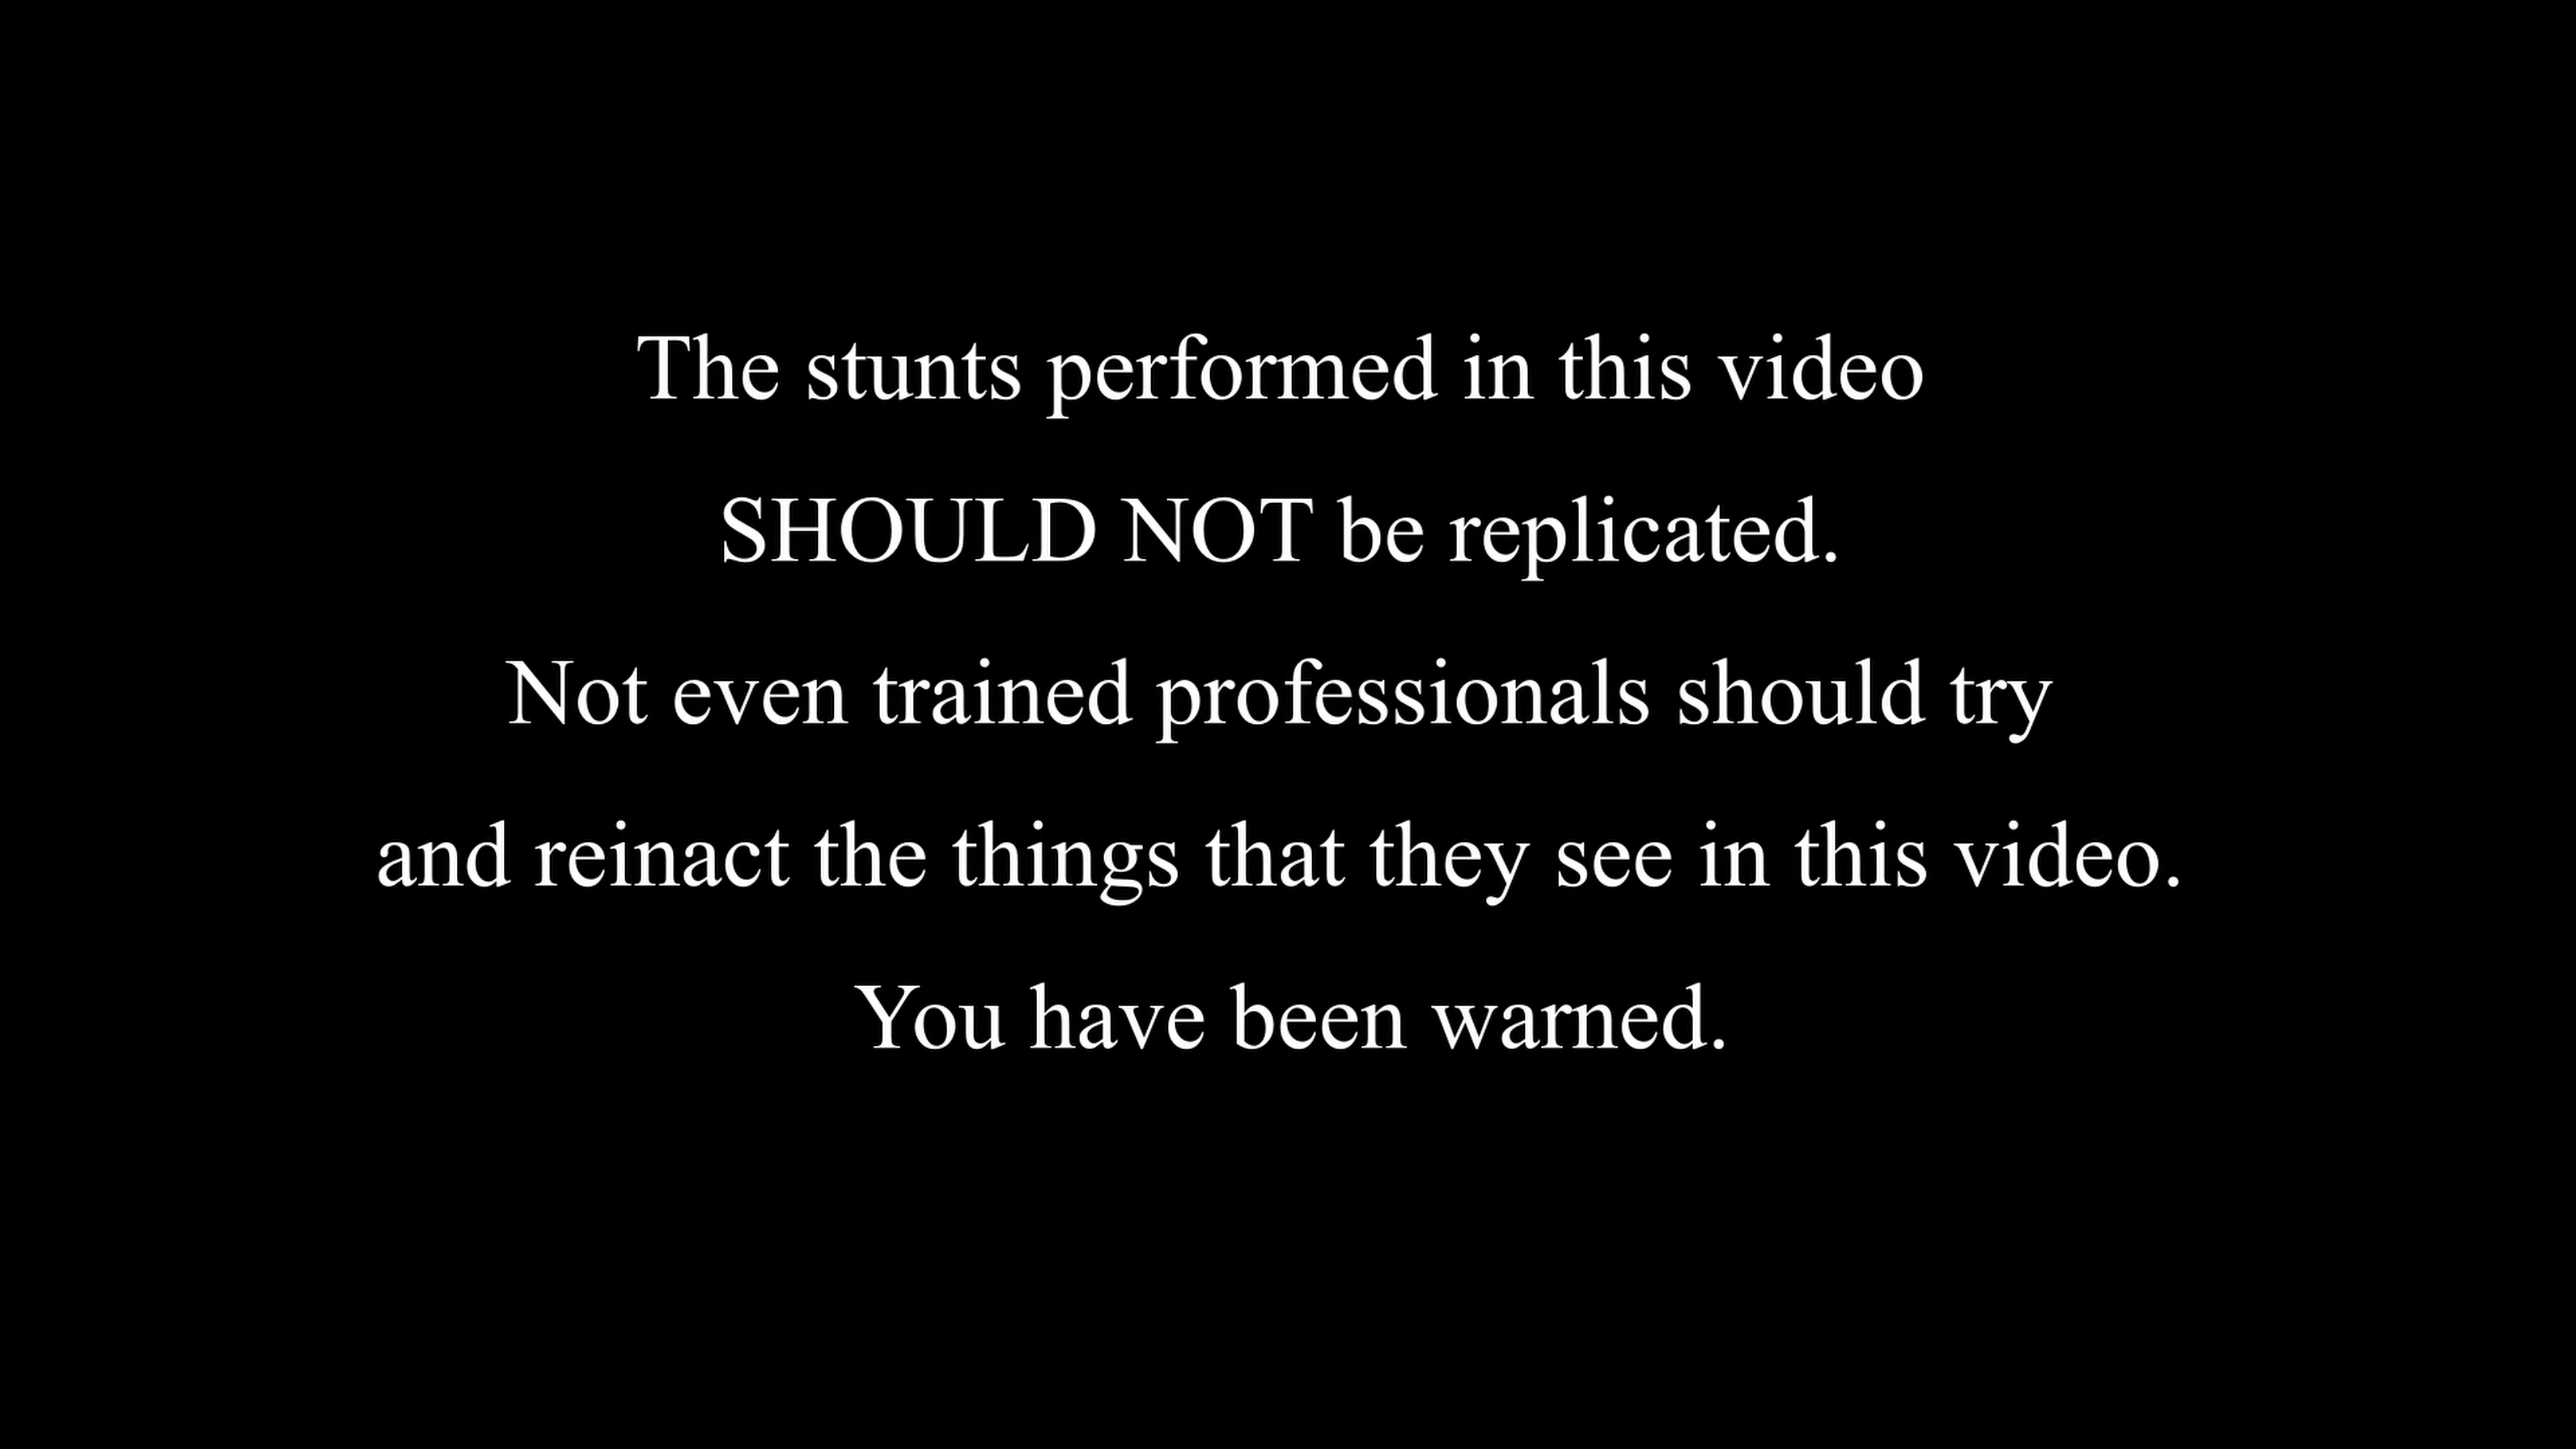 The stunts performed in this video
SHOULD NOT be replicated.
Not even trained professionals should try
and reinact the things that they see in this video.
You have been warned.